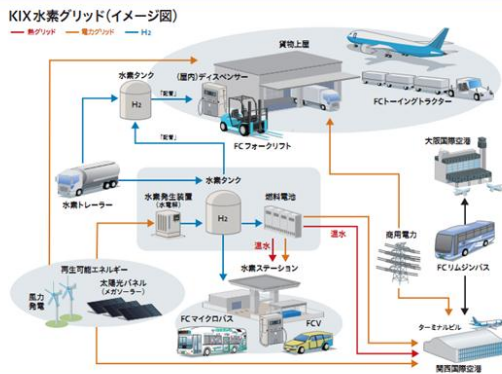 KIX水素グリッド(イメージ図)
熱グリッド 電力グリッド H₂
貨物上屋
水素タンク
(屋内)ディスペンサー
H₂
「配管」
FCトーイングトラクター
FCフォークリフト
「配管」
大阪国際空港
水素タンク
水素トレーラー
水素発生装置
(水電解)
H₂
燃料電池
商用電力
温水
温水
FCリムジンバス
再生可能エネルギー
水素ステーション
太陽光パネル
(メガソーラー)
風力
発電
FCマイクロバス
FCV
ターミナルビル
FC
関西国際空港